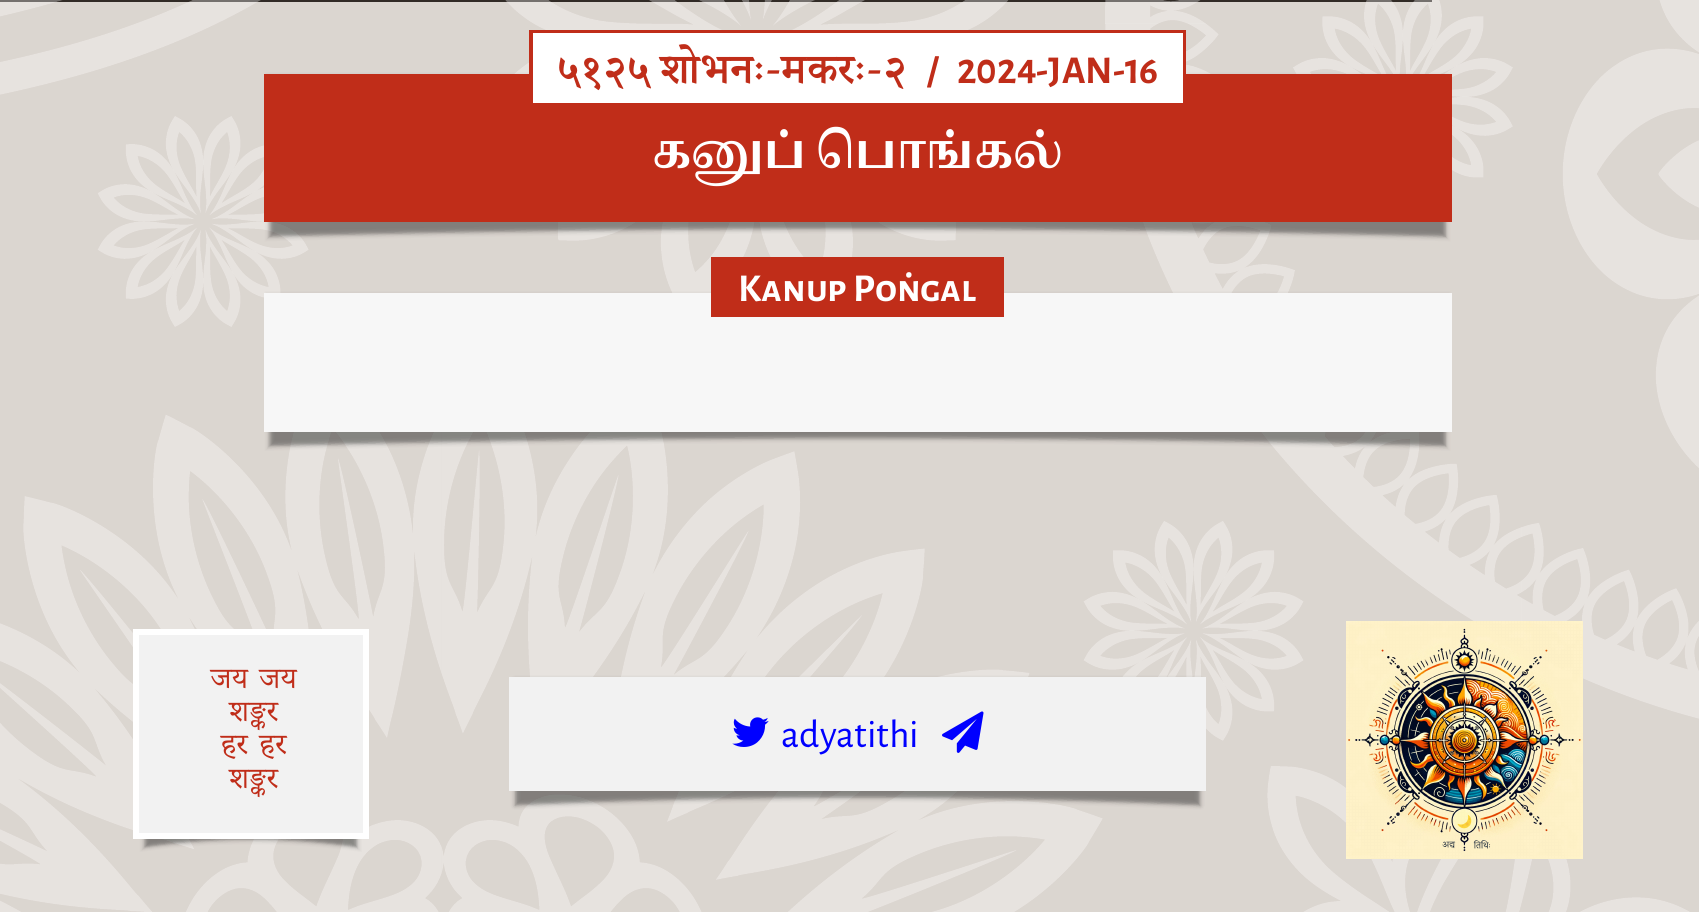 ५१२५ शोभनः-मकरः-२ / 2024-JAN-16
கனுப் பொங்கல்
Kanup Poṅgal
जय जय
शङ्कर
हर हर
शङ्कर
adyatithi
अद्य तिथिः